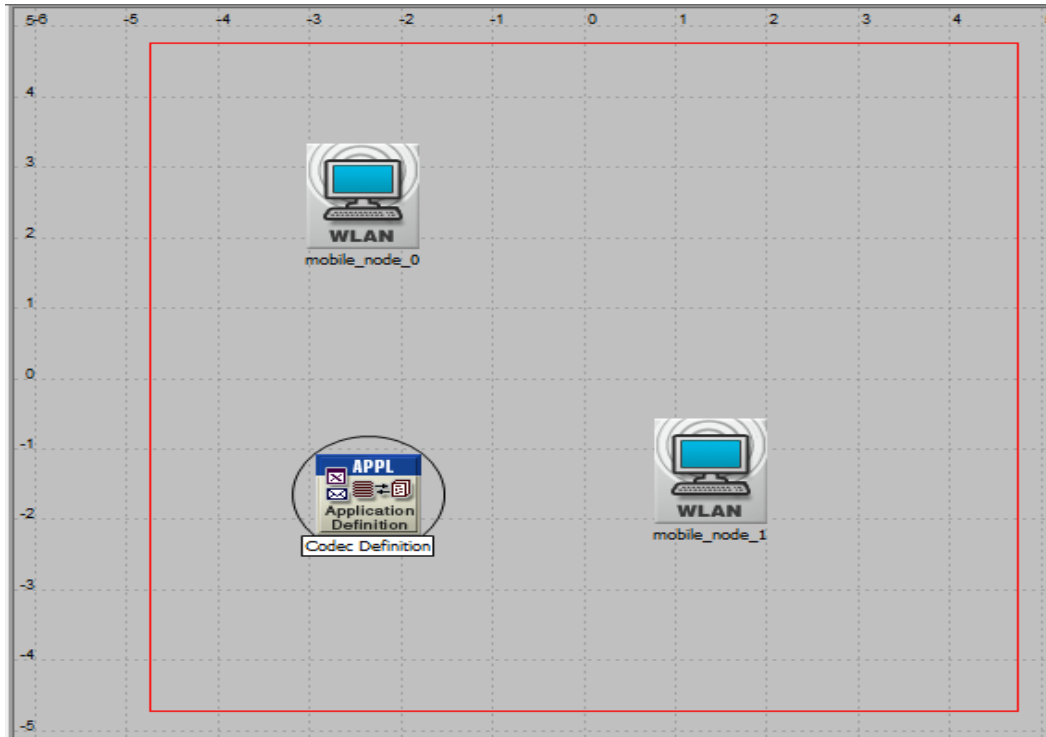 5-6 -5 -4 -3 -2 -1 0 1 2 3 4
4
3
WLAN
2
mobile_node_0
1
0
-1
APPL
Application
Definition
WLAN
-2
mobile_node_1
Codec Definition
-3
-4
-5